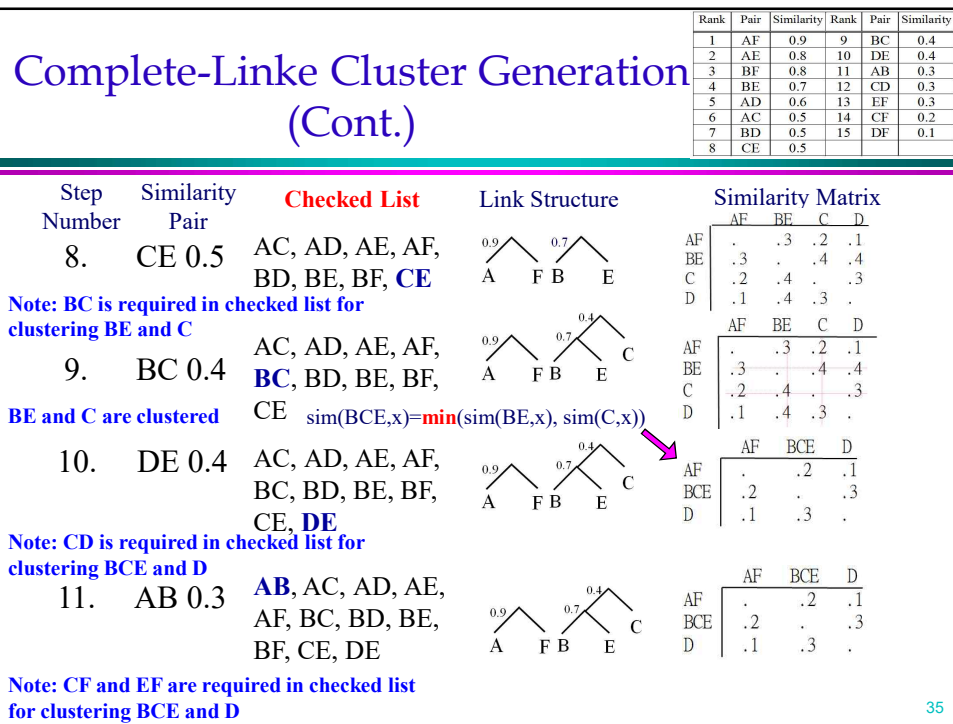 Rank Pair Similarity Rank Pair Similarity
1 AF 0.9 9 BC 0.4
2 AE 0.8 10 DE 0.4
3 BF 0.8 11 AB 0.3
4 BE 0.7 12 CD 0.3
5 AD 0.6 13 EF 0.3
6 AC 0.5 14 CF 0.2
7 BD 0.5 15 DF 0.1
8 CE 0.5
Complete-Linke Cluster Generation
(Cont.)
Step Similarity Checked List Link Structure Similarity Matrix
Number Pair
8. CE 0.5
AC, AD, AE, AF,
BD, BE, BF, CE
0.9 0.7
A F B E
AF BE C D
AF . .3 .2 .1
BE .3 . .4 .4
C .2 .4 . .3
D .1 .4 .3 .
Note: BC is required in checked list for
clustering BE and C
9. BC 0.4
AC, AD, AE, AF,
BC, BD, BE, BF,
CE
0.4
0.9 0.7
C
A F B E
AF BE C D
AF . .3 .2 .1
BE .3 . .4 .4
C .2 .4 . .3
D .1 .4 .3 .
BE and C are clustered
sim(BCE,x)=min(sim(BE,x), sim(C,x))
10. DE 0.4
AC, AD, AE, AF,
BC, BD, BE, BF,
CE, DE
0.4
0.9 0.7
C
A F B E
AF BCE D
AF . .2 .1
BCE .2 . .3
D .1 .3 .
Note: CD is required in checked list for
clustering BCE and D
11. AB 0.3
AB, AC, AD, AE,
AF, BC, BD, BE,
BF, CE, DE
0.4
0.9 0.7
C
A F B E
AF BCE D
AF . .2 .1
BCE .2 . .3
D .1 .3 .
Note: CF and EF are required in checked list
for clustering BCE and D
35